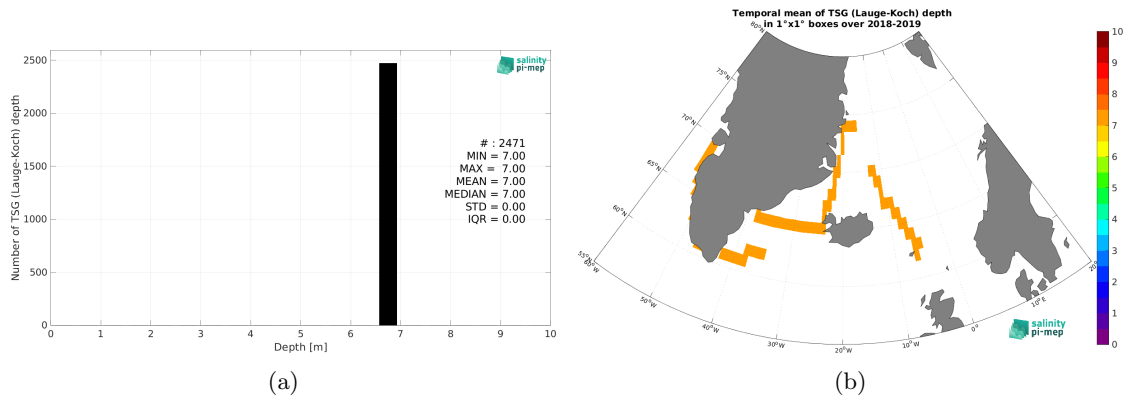 2500
2000
1500
1000
500
0
Number of TSG (Lauge-Koch) depth
salinity
pi-mep
# : 2471
MIN = 7.00
MAX = 7.00
MEAN = 7.00
MEDIAN = 7.00
STD = 0.00
IQR = 0.00
0 1 2 3 4 5 6 7 8 9 10
Depth [m]
(a)
Temporal mean of TSG (Lauge-Koch) depth
in 1°x1° boxes over 2018-2019
80°N
75°N
70°N
65°N
60°N
55°N
60°W
50°W
40°W
30°W
20°W
10°W
0°
10°E
salinity
pi-mep
10
9
8
7
6
5
4
3
2
1
0
(b)